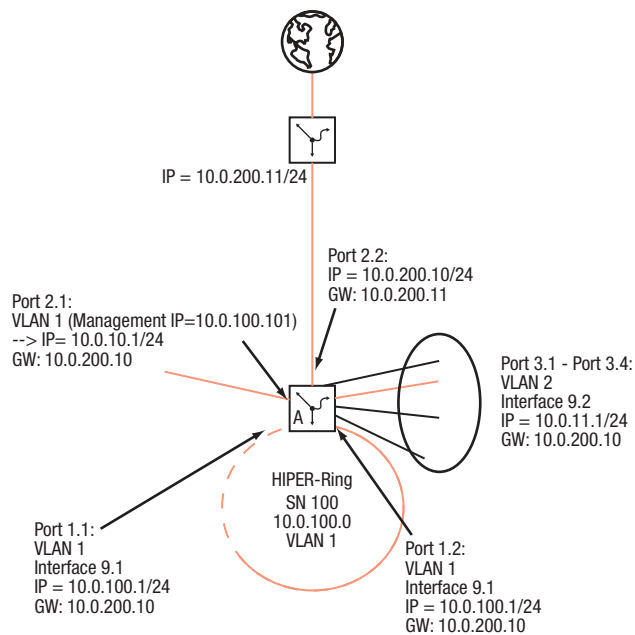 IP = 10.0.200.11/24
Port 2.2:
IP = 10.0.200.10/24
GW: 10.0.200.11
Port 2.1:
VLAN 1 (Management IP=10.0.100.101)
--> IP= 10.0.10.1/24
GW: 10.0.200.10
Port 3.1 - Port 3.4:
VLAN 2
Interface 9.2
IP = 10.0.11.1/24
GW: 10.0.200.10
A
HIPER-Ring
SN 100
10.0.100.0
VLAN 1
Port 1.1:
VLAN 1
Interface 9.1
IP = 10.0.100.1/24
GW: 10.0.200.10
Port 1.2:
VLAN 1
Interface 9.1
IP = 10.0.100.1/24
GW: 10.0.200.10